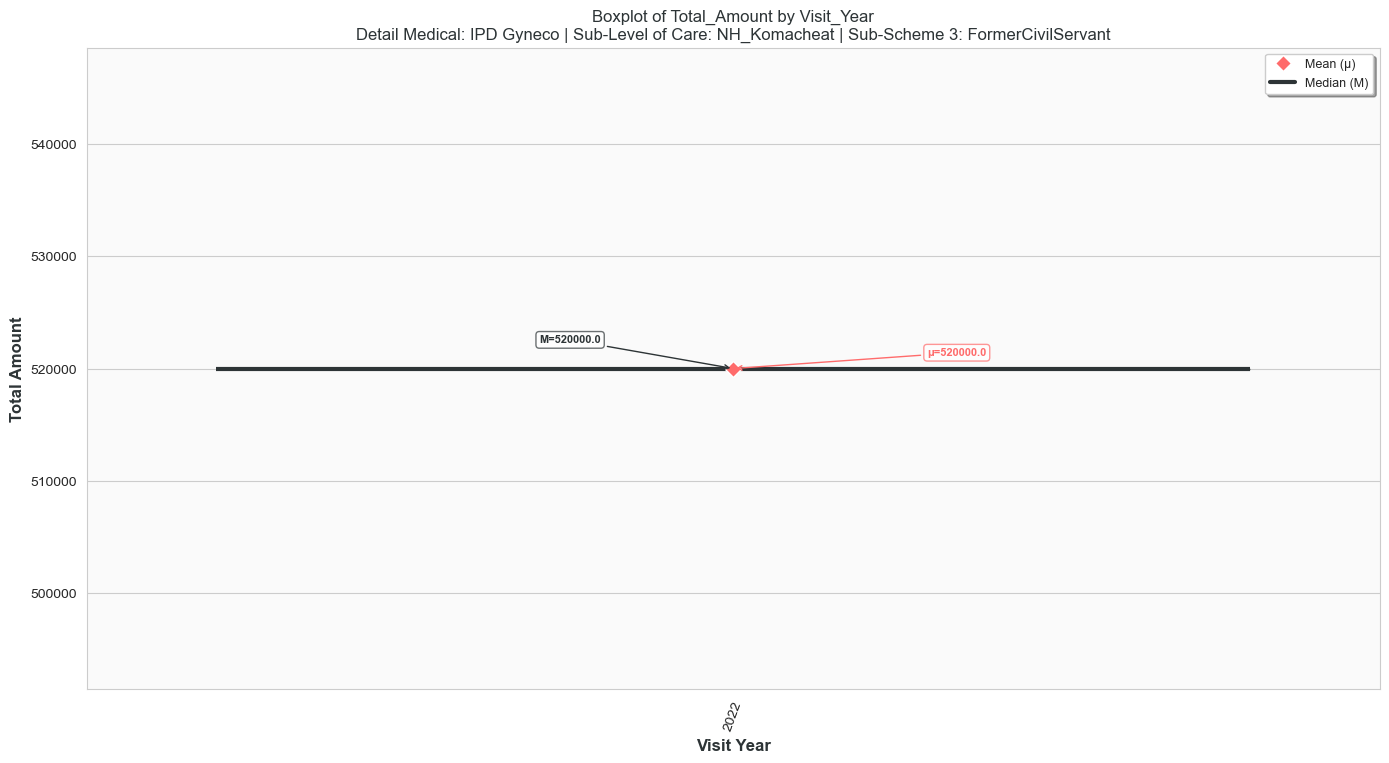 Boxplot of Total_Amount by Visit_Year
Detail Medical: IPD Gyneco | Sub-Level of Care: NH_Komacheat | Sub-Scheme 3: FormerCivilServant
Mean (μ)
Median (M)
540000
530000
520000
510000
500000
Total Amount
M=520000.0
μ=520000.0
2022
Visit Year